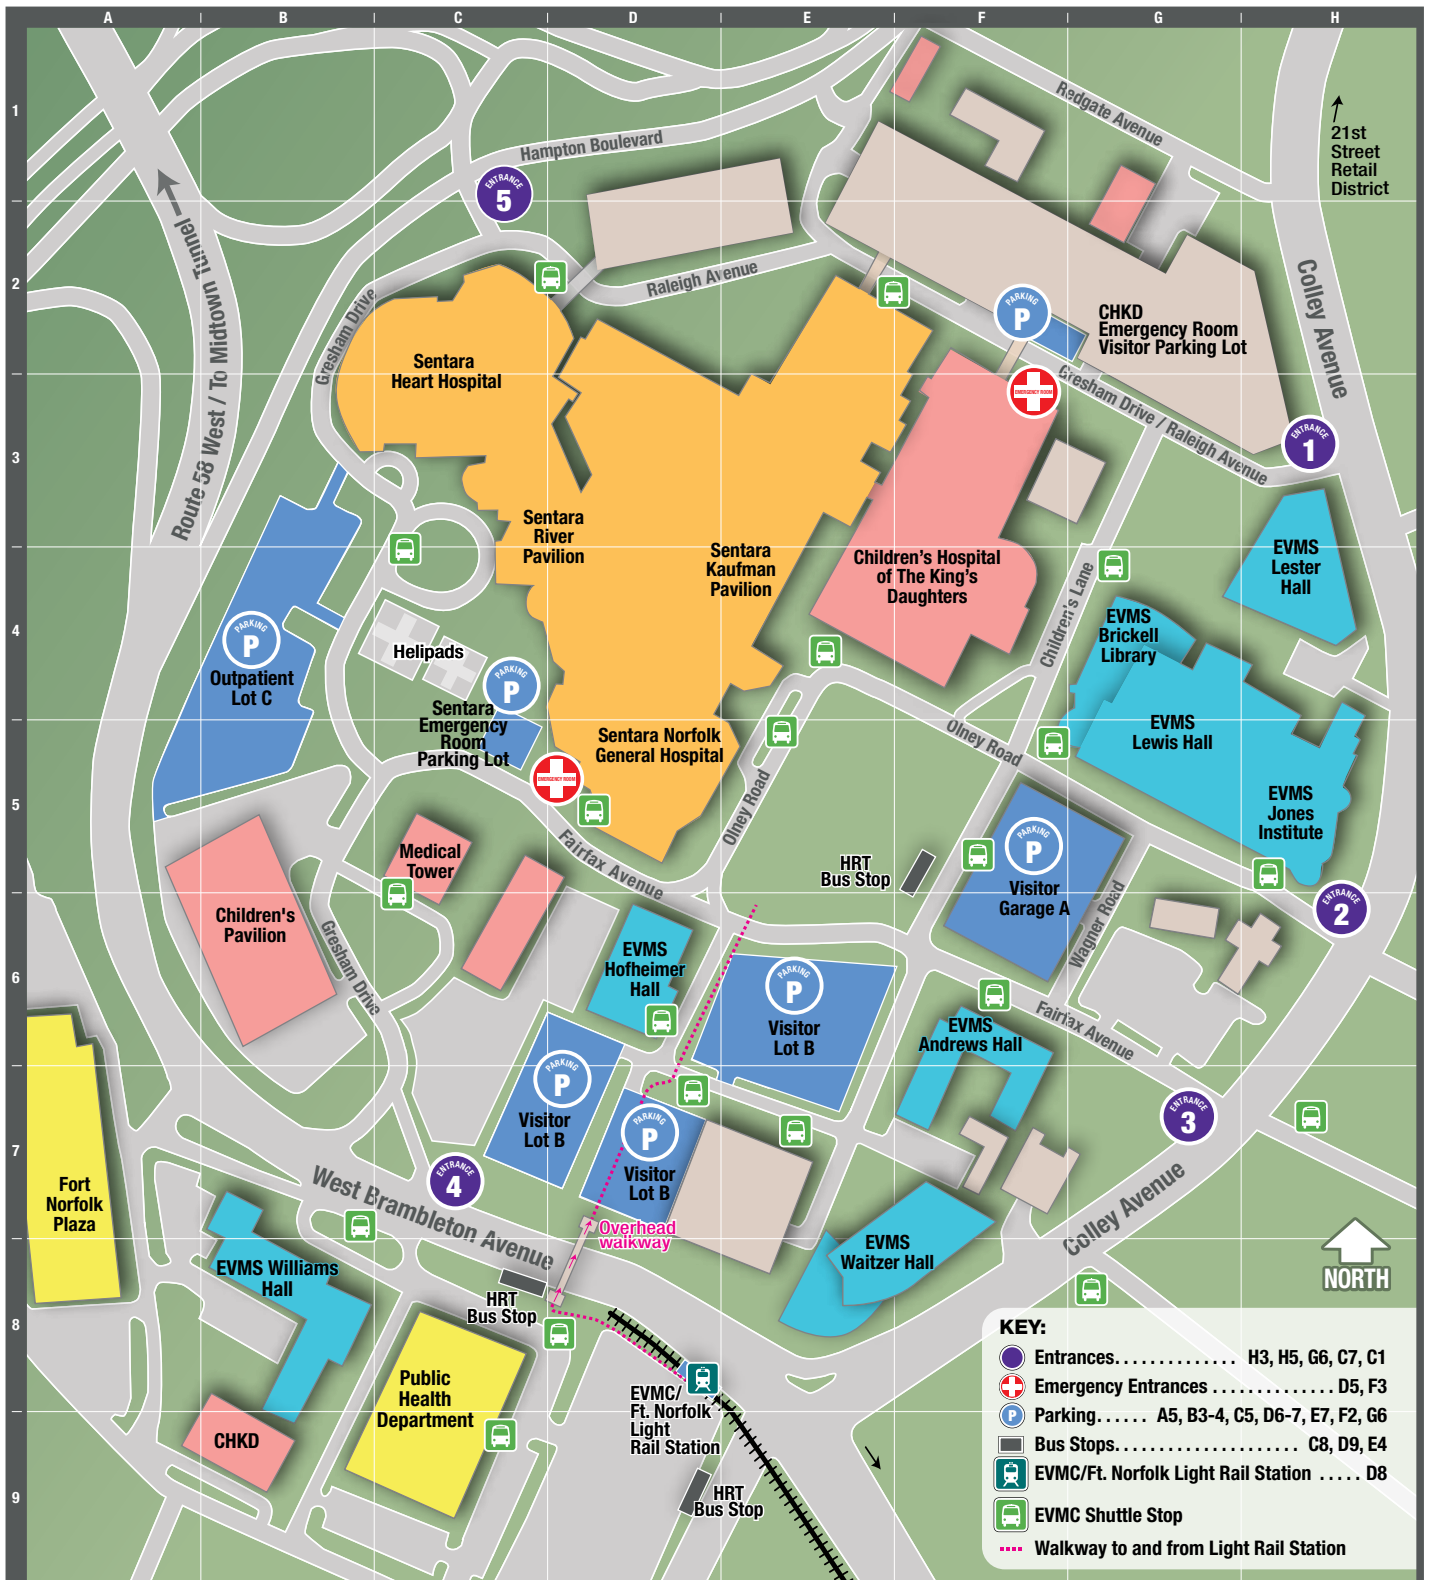 A B C D E F G H
1
2
3
4
5
6
7
8
9
Redgate Avenue
21st
Street
Retail
District
Hampton Boulevard
ENTRANCE
5
Route 58 West / To Midtown Tunnel
Raleigh Avenue
Gresham Drive
Colley Avenue
PARKING
P
CHKD
Emergency Room
Visitor Parking Lot
Sentara
Heart Hospital
EMERGENCY ROOM
Gresham Drive / Raleigh Avenue
ENTRANCE
1
Sentara
River
Pavilion
Sentara
Kaufman
Pavilion
Children's Hospital
of The King's
Daughters
EVMS
Lester
Hall
Children's Lane
EVMS
Brickell
Library
PARKING
P
Outpatient
Lot C
Helipads
PARKING
P
Sentara
Emergency
Room
Parking Lot
Sentara Norfolk
General Hospital
EMERGENCY ROOM
Olney Road
Olney Road
EVMS
Lewis Hall
EVMS
Jones
Institute
Fairfax Avenue
Medical
Tower
HRT
Bus Stop
PARKING
P
Visitor
Garage A
Wagner Road
ENTRANCE
2
Children's
Pavilion
Gresham Drive
EVMS
Hofheimer
Hall
PARKING
P
Visitor
Lot B
EVMS
Andrews Hall
Fairfax Avenue
PARKING
P
Visitor
Lot B
PARKING
P
Visitor
Lot B
ENTRANCE
3
ENTRANCE
4
Fort
Norfolk
Plaza
West Brambleton Avenue
Overhead
walkway
Colley Avenue
EVMS
Waitzer Hall
EVMS Williams
Hall
HRT
Bus Stop
NORTH
Public
Health
Department
CHKD
EVMC/
Ft. Norfolk
Light
Rail Station
HRT
Bus Stop
KEY:
Entrances. . . . . . . . . . . . . . H3, H5, G6, C7, C1
Emergency Entrances . . . . . . . . . . . . . . D5, F3
Parking. . . . . . A5, B3-4, C5, D6-7, E7, F2, G6
Bus Stops. . . . . . . . . . . . . . . . . . . . . C8, D9, E4
EVMC/Ft. Norfolk Light Rail Station . . . . . D8
EVMC Shuttle Stop
Walkway to and from Light Rail Station